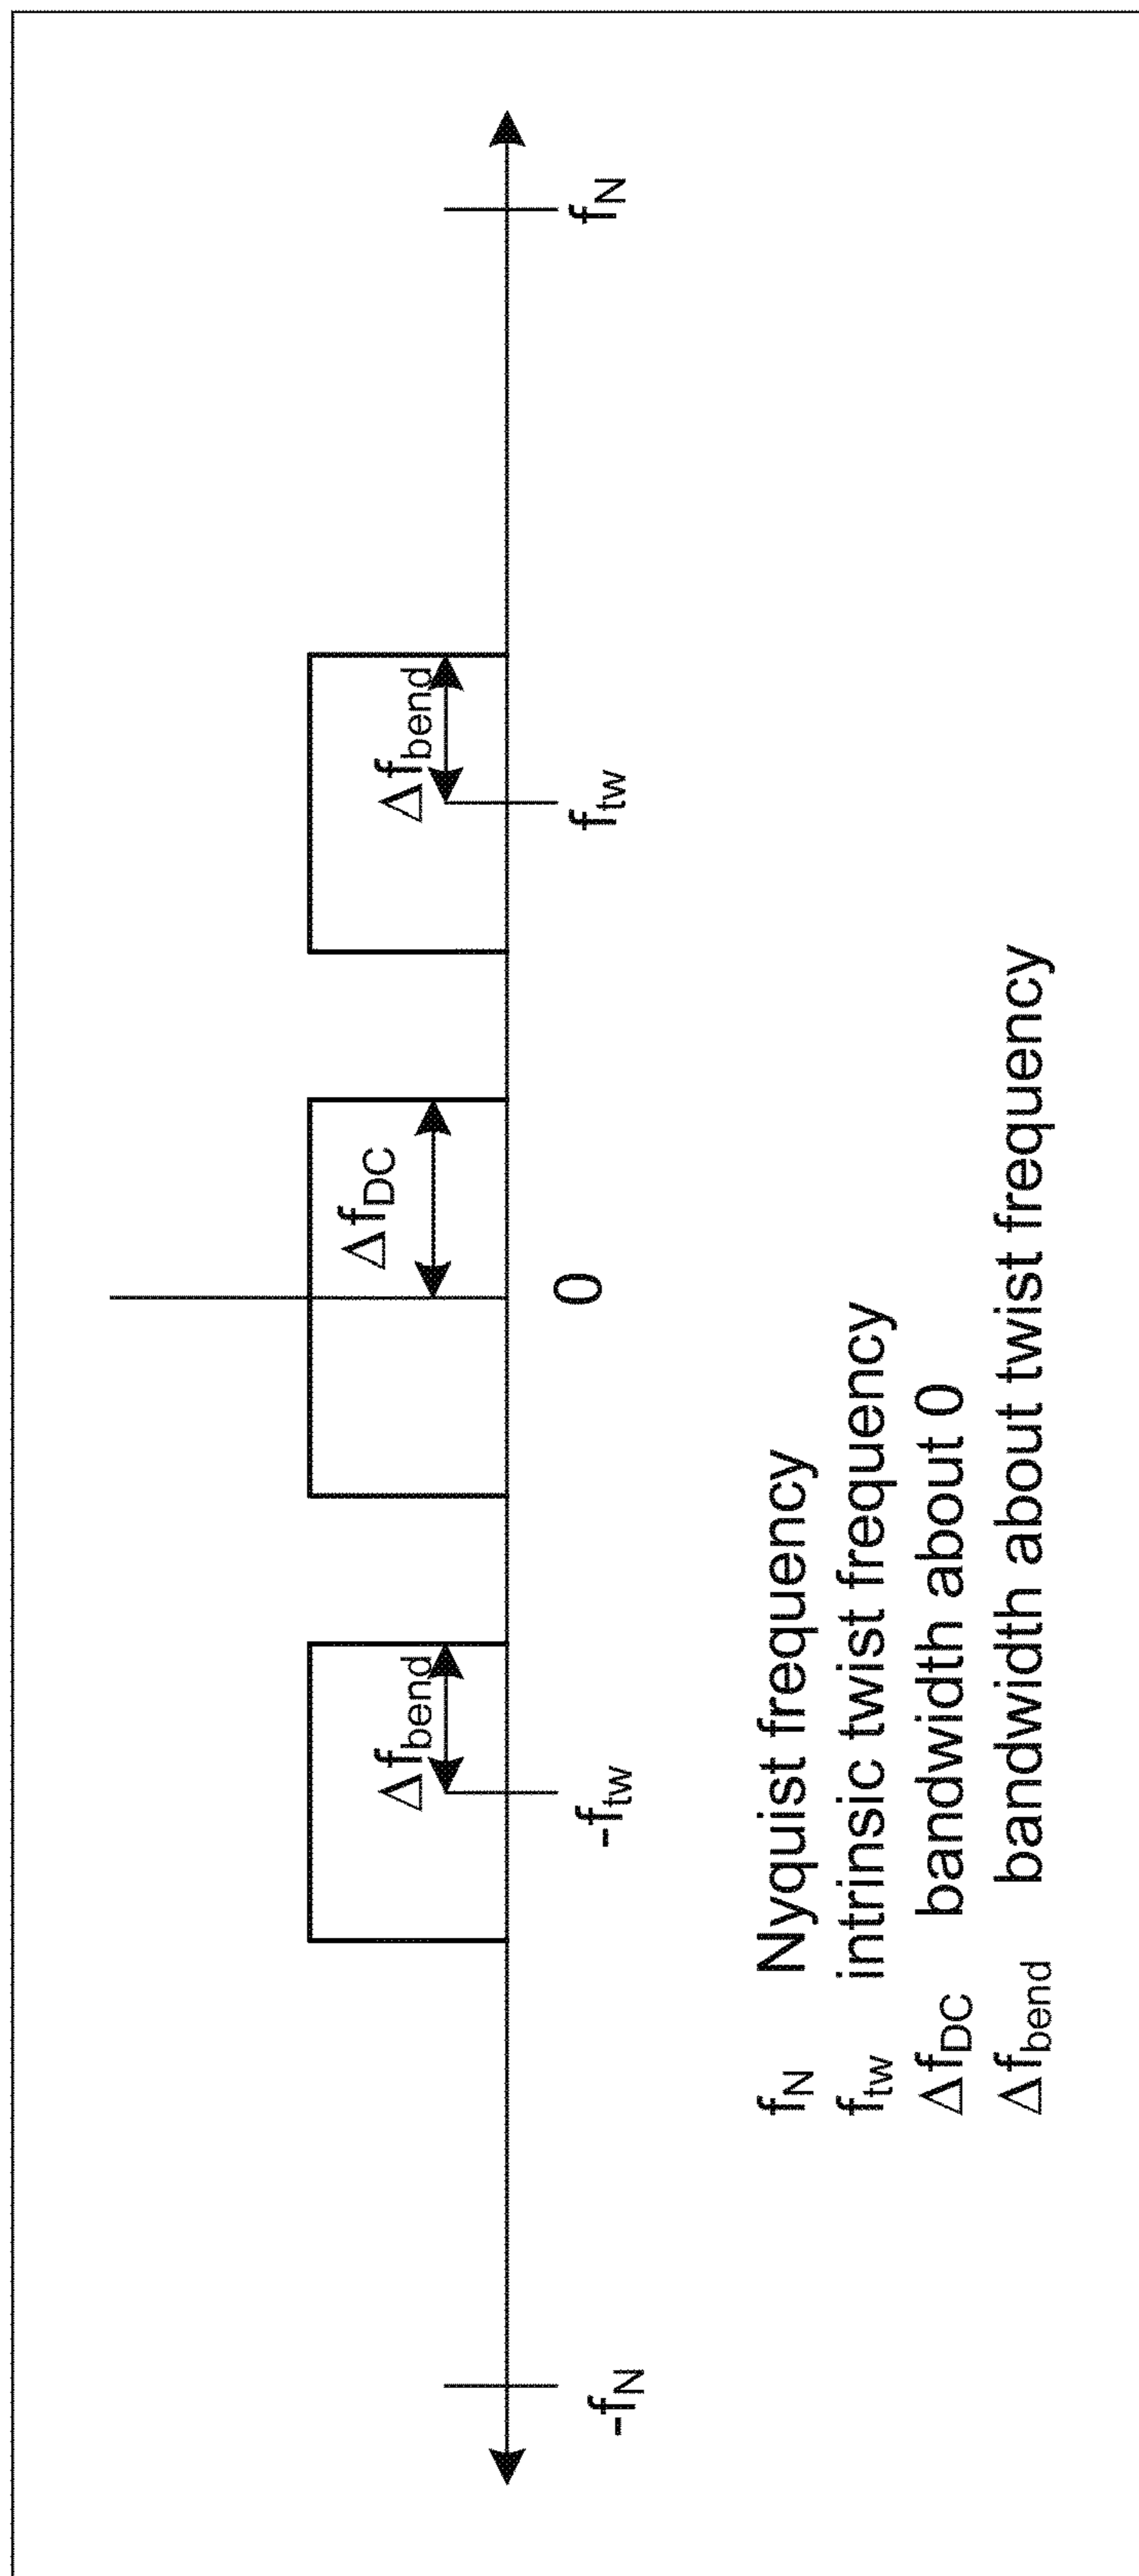 Δf_bend
Δf_DC
Δf_bend
-f_N
-f_tw
0
f_tw
f_N
f_N Nyquist frequency
f_tw intrinsic twist frequency
Δf_DC bandwidth about 0
Δf_bend bandwidth about twist frequency